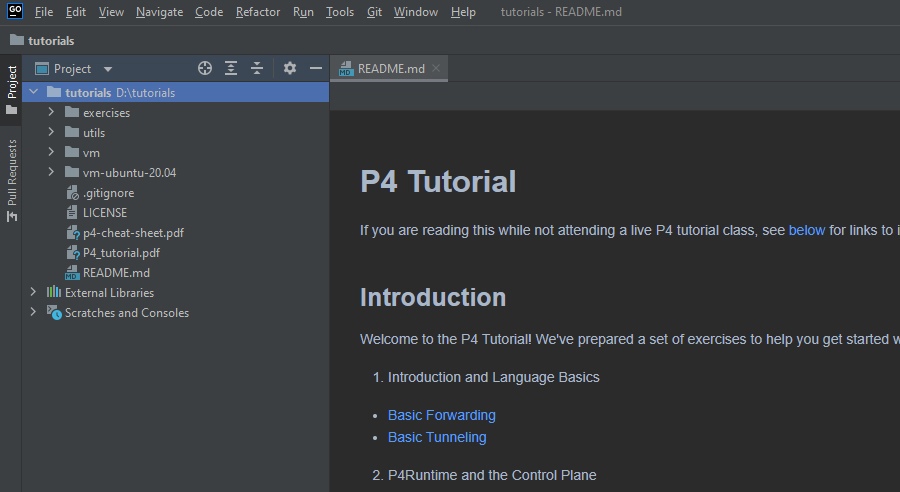 GO File Edit View Navigate Code Refactor Run Tools Git Window Help tutorials - README.md
tutorials
Project
Pull Requests
Project
tutorials D:\tutorials
exercises
utils
vm
vm-ubuntu-20.04
.gitignore
LICENSE
p4-cheat-sheet.pdf
P4_tutorial.pdf
MD README.md
External Libraries
Scratches and Consoles
MD README.md
P4 Tutorial
If you are reading this while not attending a live P4 tutorial class, see below for links to i
Introduction
Welcome to the P4 Tutorial! We've prepared a set of exercises to help you get started w
1. Introduction and Language Basics
• Basic Forwarding
• Basic Tunneling
2. P4Runtime and the Control Plane